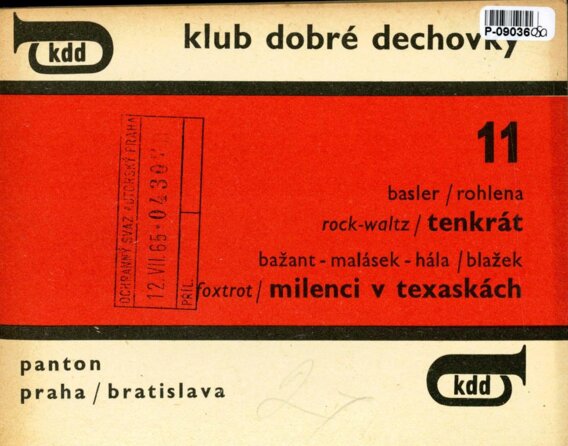 kdd
klub dobré dechovky
P-09036
11
basler / rohlena
rock-waltz / tenkrát
bažant - malásek - hála / blažek
foxtrot / milenci v texaskách
OCHRANNÝ SVAZ AUTORSKÝ PRAHA
12. VII. 65
PŘÍL.
panton
praha / bratislava
kdd